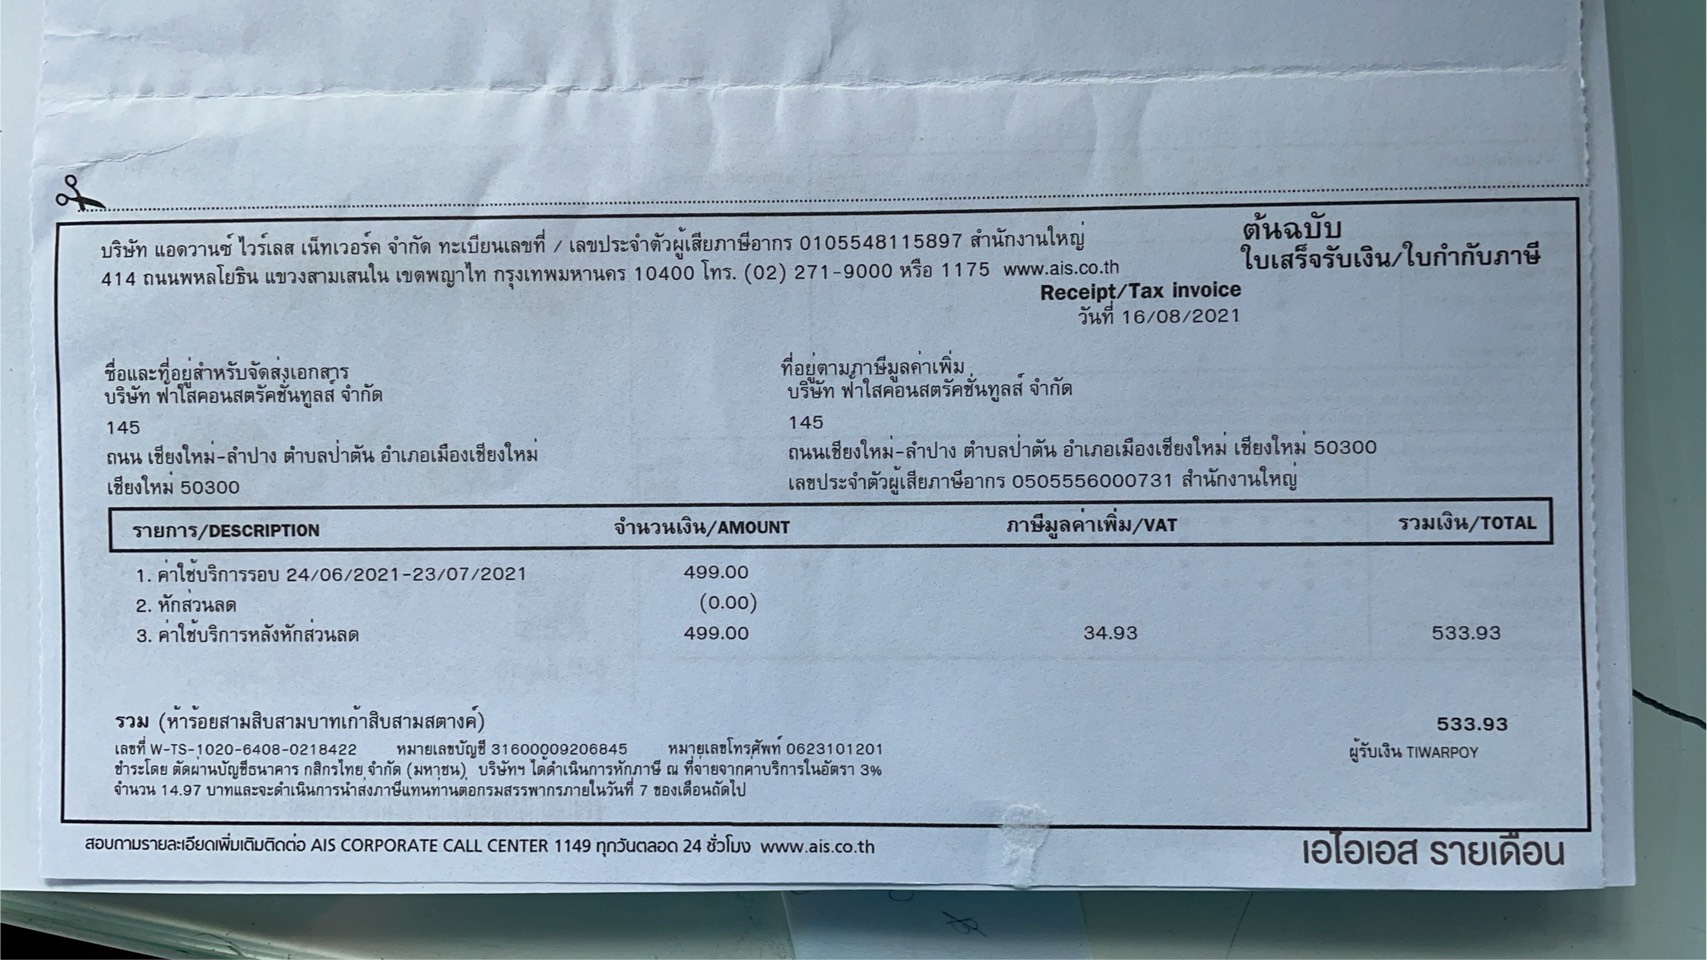 บริษัท แอดวานซ์ ไวร์เลส เน็ทเวอร์ค จำกัด ทะเบียนเลขที่ / เลขประจำตัวผู้เสียภาษีอากร 0105548115897 สำนักงานใหญ่
414 ถนนพหลโยธิน แขวงสามเสนใน เขตพญาไท กรุงเทพมหานคร 10400 โทร. (02) 271-9000 หรือ 1175 www.ais.co.th
ต้นฉบับ
ใบเสร็จรับเงิน/ใบกำกับภาษี
Receipt/Tax invoice
วันที่ 16/08/2021
ชื่อและที่อยู่สำหรับจัดส่งเอกสาร
บริษัท ฟ้าใสคอนสตรัคชั่นทูลส์ จำกัด
145
ถนน เชียงใหม่-ลำปาง ตำบลป่าตัน อำเภอเมืองเชียงใหม่
เชียงใหม่ 50300
ที่อยู่ตามภาษีมูลค่าเพิ่ม
บริษัท ฟ้าใสคอนสตรัคชั่นทูลส์ จำกัด
145
ถนนเชียงใหม่-ลำปาง ตำบลป่าตัน อำเภอเมืองเชียงใหม่ เชียงใหม่ 50300
เลขประจำตัวผู้เสียภาษีอากร 0505556000731 สำนักงานใหญ่
รายการ/DESCRIPTION จำนวนเงิน/AMOUNT ภาษีมูลค่าเพิ่ม/VAT รวมเงิน/TOTAL
1. ค่าใช้บริการรอบ 24/06/2021-23/07/2021 499.00
2. หักส่วนลด (0.00)
3. ค่าใช้บริการหลังหักส่วนลด 499.00 34.93 533.93
รวม (ห้าร้อยสามสิบสามบาทเก้าสิบสามสตางค์) 533.93
เลขที่ W-TS-1020-6408-0218422 หมายเลขบัญชี 31600009206845 หมายเลขโทรศัพท์ 0623101201 ผู้รับเงิน TIWARPOY
ชำระโดย ตัดผ่านบัญชีธนาคาร กสิกรไทย จำกัด (มหาชน) บริษัทฯ ได้ดำเนินการหักภาษี ณ ที่จ่ายจากค่าบริการในอัตรา 3%
จำนวน 14.97 บาทและจะดำเนินการนำส่งภาษีแทนท่านต่อกรมสรรพากรภายในวันที่ 7 ของเดือนถัดไป
สอบถามรายละเอียดเพิ่มเติมติดต่อ AIS CORPORATE CALL CENTER 1149 ทุกวันตลอด 24 ชั่วโมง www.ais.co.th
เอไอเอส รายเดือน